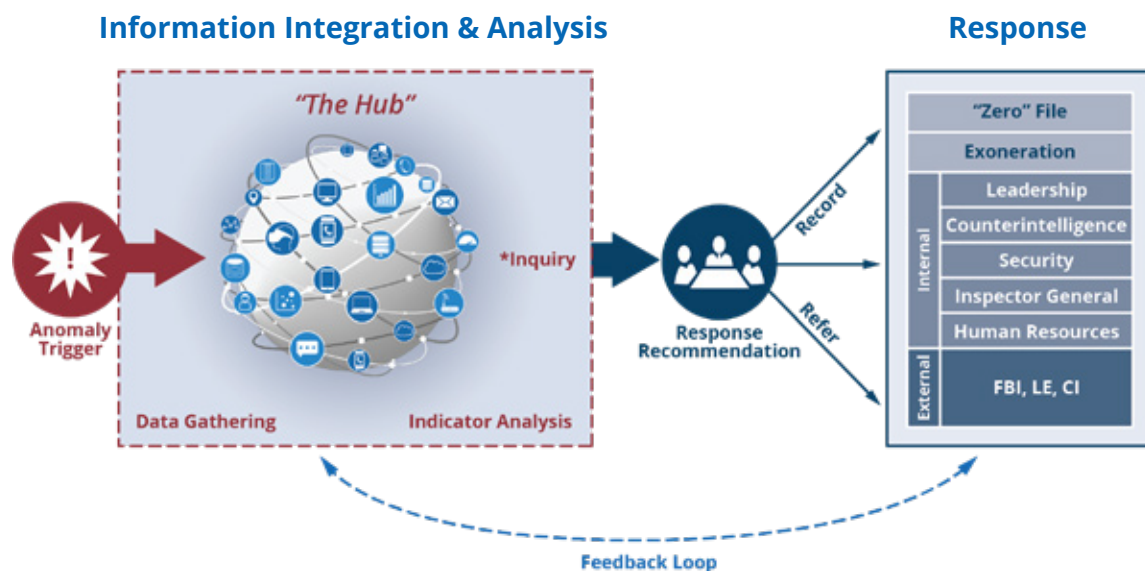 Information Integration & Analysis
Response
"The Hub"
*Inquiry
Anomaly
Trigger
Data Gathering
Indicator Analysis
Response
Recommendation
Record
Refer
"Zero" File
Exoneration
Internal
Leadership
Counterintelligence
Security
Inspector General
Human Resources
External
FBI, LE, CI
Feedback Loop